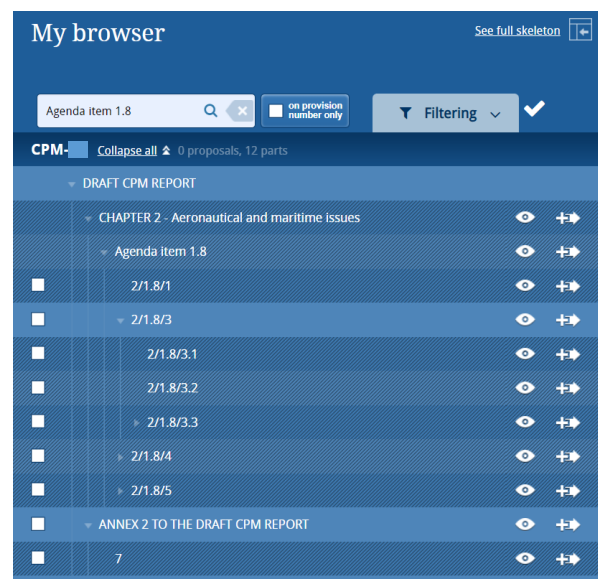 My browser
See full skeleton
Agenda item 1.8
on provision
number only
Filtering
CPM-
Collapse all
0 proposals, 12 parts
DRAFT CPM REPORT
CHAPTER 2 - Aeronautical and maritime issues
Agenda item 1.8
2/1.8/1
2/1.8/3
2/1.8/3.1
2/1.8/3.2
2/1.8/3.3
2/1.8/4
2/1.8/5
ANNEX 2 TO THE DRAFT CPM REPORT
7